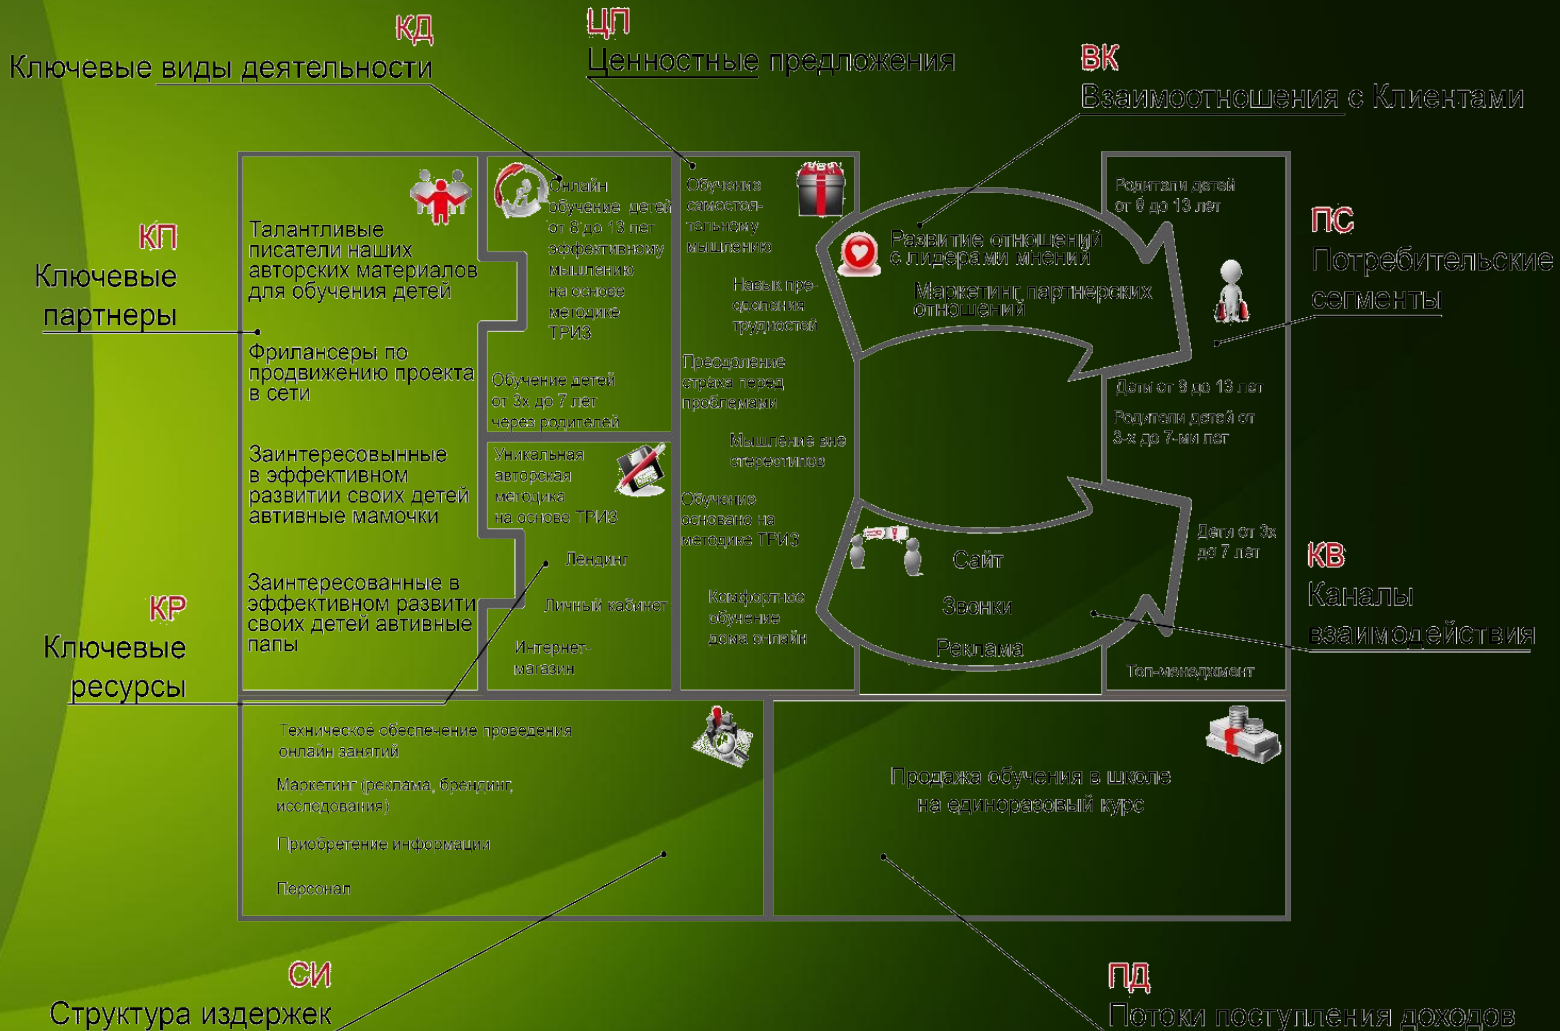 КД
Ключевые виды деятельности
ЦП
Ценностные предложения
ВК
Взаимоотношения с Клиентами
КП
Ключевые
партнеры
Талантливые
писатели наших
авторских материалов
для обучения детей
Фрилансеры по
продвижению проекта
в сети
Заинтересовынные
в эффективном
развитии своих детей
автивные мамочки
Заинтересованные в
эффективном развити
своих детей автивные
папы
Онлайн
обучение детей
от 8 до 13 лет
эффективному
мышлению
на основе
методике
ТРИЗ
Обучение детей
от 3х до 7 лет
через родителей
КР
Ключевые
ресурсы
Уникальная
авторская
методика
на основе ТРИЗ
Лендинг
Личный кабинет
Интернет-
магазин
Обучение
самостоя-
тельному
мышлению
Навык пре-
одоления
трудностей
Преодоление
страха перед
проблемами
Мышление вне
стереотипов
Обучение
основано на
методике ТРИЗ
Комфортное
обучение
дома онлайн
Развитие отношений
с лидерами мнений
Маркетинг партнерских
отношений
Сайт
Звонки
Реклама
ПС
Потребительские
сегменты
Родители детей
от 8 до 13 лет
Дети от 8 до 13 лет
Родители детей от
3-х до 7-ми лет
Дети от 3х
до 7 лет
Топ-менеджмент
КВ
Каналы
взаимодействия
Техническое обеспечение проведения
онлайн занятий
Маркетинг (реклама, брендинг,
исследования)
Приобретение информации
Персонал
Продажа обучения в школе
на единоразовый курс
СИ
Структура издержек
ПД
Потоки поступления доходов